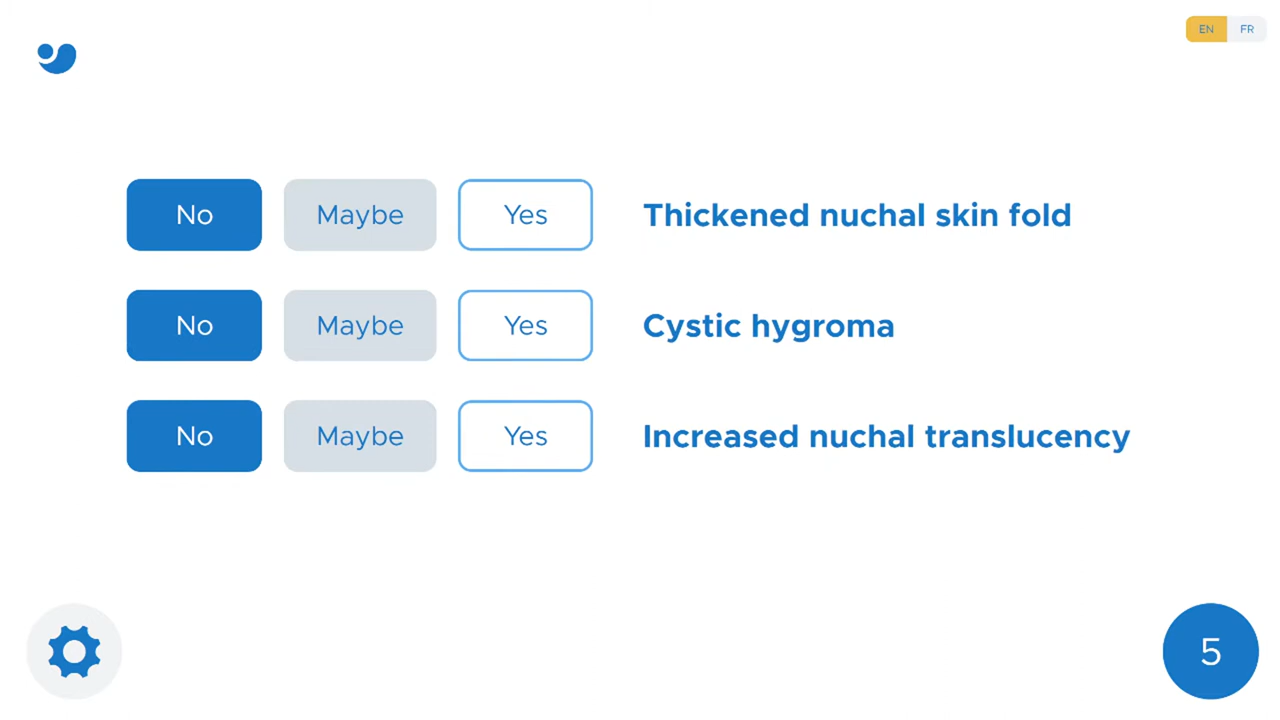 EN FR
No Maybe Yes Thickened nuchal skin fold
No Maybe Yes Cystic hygroma
No Maybe Yes Increased nuchal translucency
5